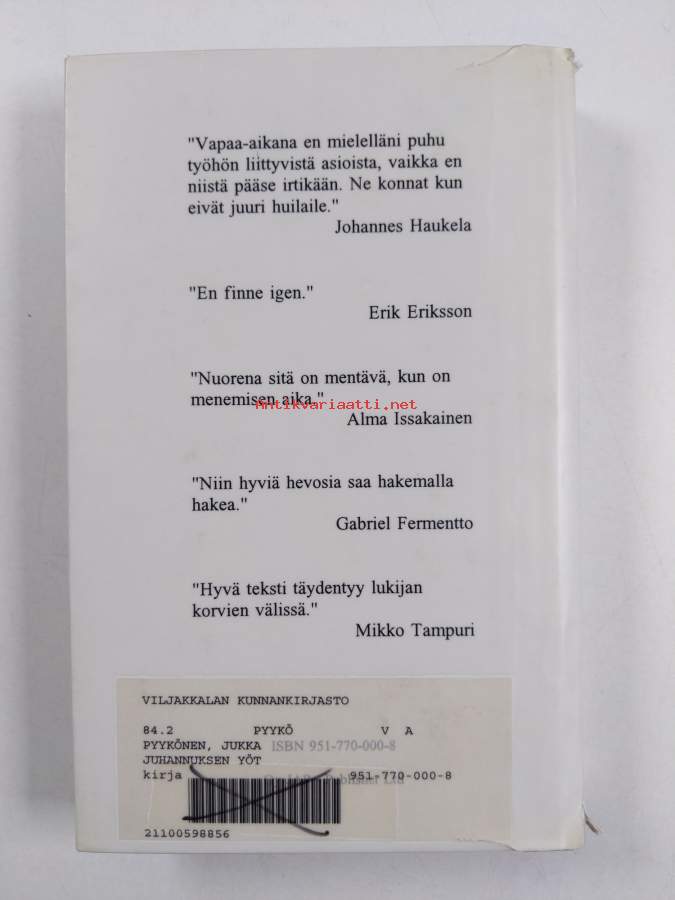 "Vapaa-aikana en mielelläni puhu
työhön liittyvistä asioista, vaikka en
niistä pääse irtikään. Ne konnat kun
eivät juuri huilaile."
Johannes Haukela
"En finne igen."
Erik Eriksson
"Nuorena sitä on mentävä, kun on
menemisen aika."
Antikvariaatti.net
Alma Issakainen
"Niin hyviä hevosia saa hakemalla
hakea."
Gabriel Fermentto
"Hyvä teksti täydentyy lukijan
korvien välissä."
Mikko Tampuri
VILJAKKALAN KUNNANKIRJASTO
84.2 PYYKÖ V A
PYYKÖNEN, JUKKA ISBN 951-770-000-8
JUHANNUKSEN YÖT
kirja 951-770-000-8
Ltd
21100598856